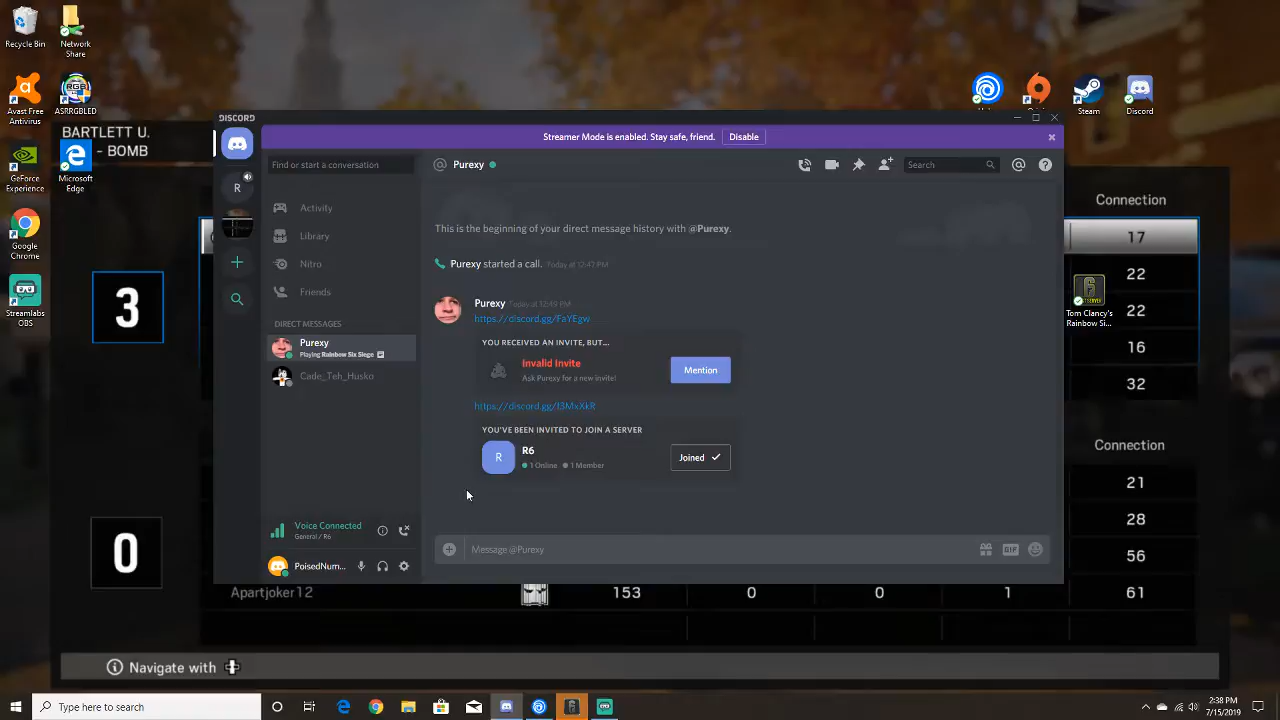 Recycle Bin
Network Share
Avast Free Antivirus
ASRRGBLED
GeForce Experience
Microsoft Edge
Google Chrome
Streamlabs OBS
Steam
Discord
Tom Clancy's Rainbow Si...
BARTLETT U.
- BOMB
3
0
DISCORD
Streamer Mode is enabled. Stay safe, friend.
Disable
Find or start a conversation
Purexy
Search
R
Activity
Library
Nitro
Friends
DIRECT MESSAGES
Purexy
Playing Rainbow Six Siege
Cade_Teh_Husko
Voice Connected
General / R6
PoisedNum...
This is the beginning of your direct message history with @Purexy.
Purexy started a call. Today at 12:47 PM
Purexy Today at 12:49 PM
https://discord.gg/FaYEgw
YOU RECEIVED AN INVITE, BUT...
Invalid Invite
Ask Purexy for a new invite!
Mention
https://discord.gg/J3MxXkR
YOU'VE BEEN INVITED TO JOIN A SERVER
R
R6
1 Online 1 Member
Joined
Message @Purexy
GIF
Connection
17
22
22
16
32
Connection
21
28
56
Apartjoker12 153 0 0 1 61
Navigate with
Type here to search
2:38 PM
7/15/2019